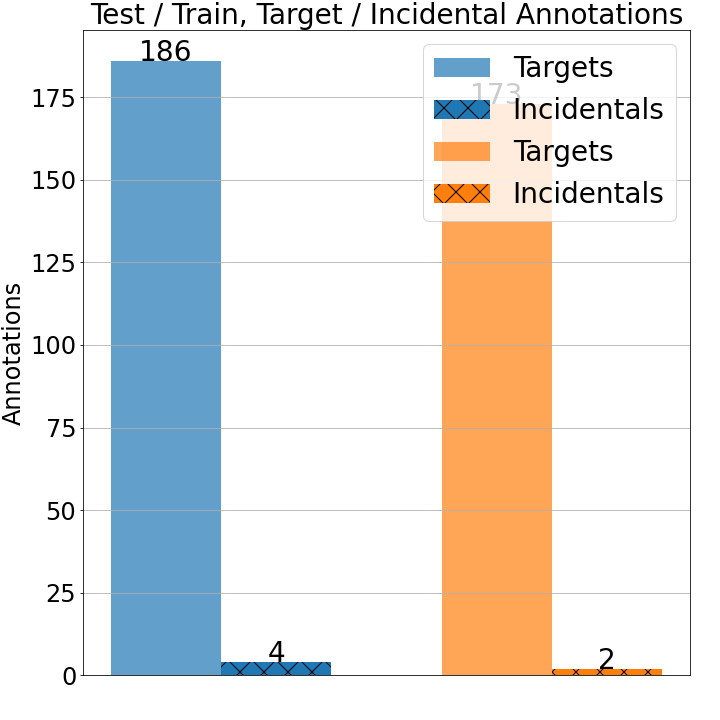 Test / Train, Target / Incidental Annotations
Annotations
175
150
125
100
75
50
25
0
186
4
173
2
Targets
Incidentals
Targets
Incidentals